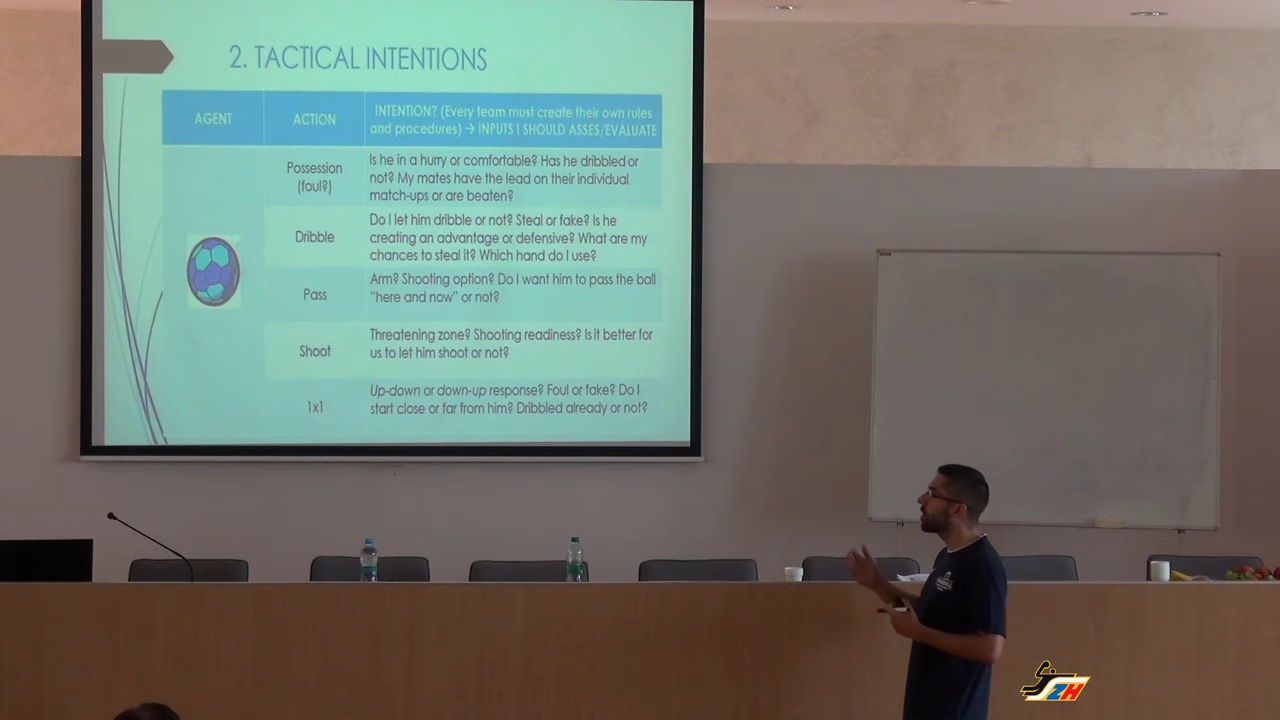 2. TACTICAL INTENTIONS
AGENT
ACTION
INTENTION? (Every team must create their own rules
and procedures) → INPUTS I SHOULD ASSES/EVALUATE
Possession
(foul?)
Is he in a hurry or comfortable? Has he dribbled or
not? My mates have the lead on their individual
match-ups or are beaten?
Dribble
Do I let him dribble or not? Steal or fake? Is he
creating an advantage or defensive? What are my
chances to steal it? Which hand do I use?
Pass
Arm? Shooting option? Do I want him to pass the ball
“here and now” or not?
Shoot
Threatening zone? Shooting readiness? Is it better for
us to let him shoot or not?
1x1
Up-down or down-up response? Foul or fake? Do I
start close or far from him? Dribbled already or not?
ZH